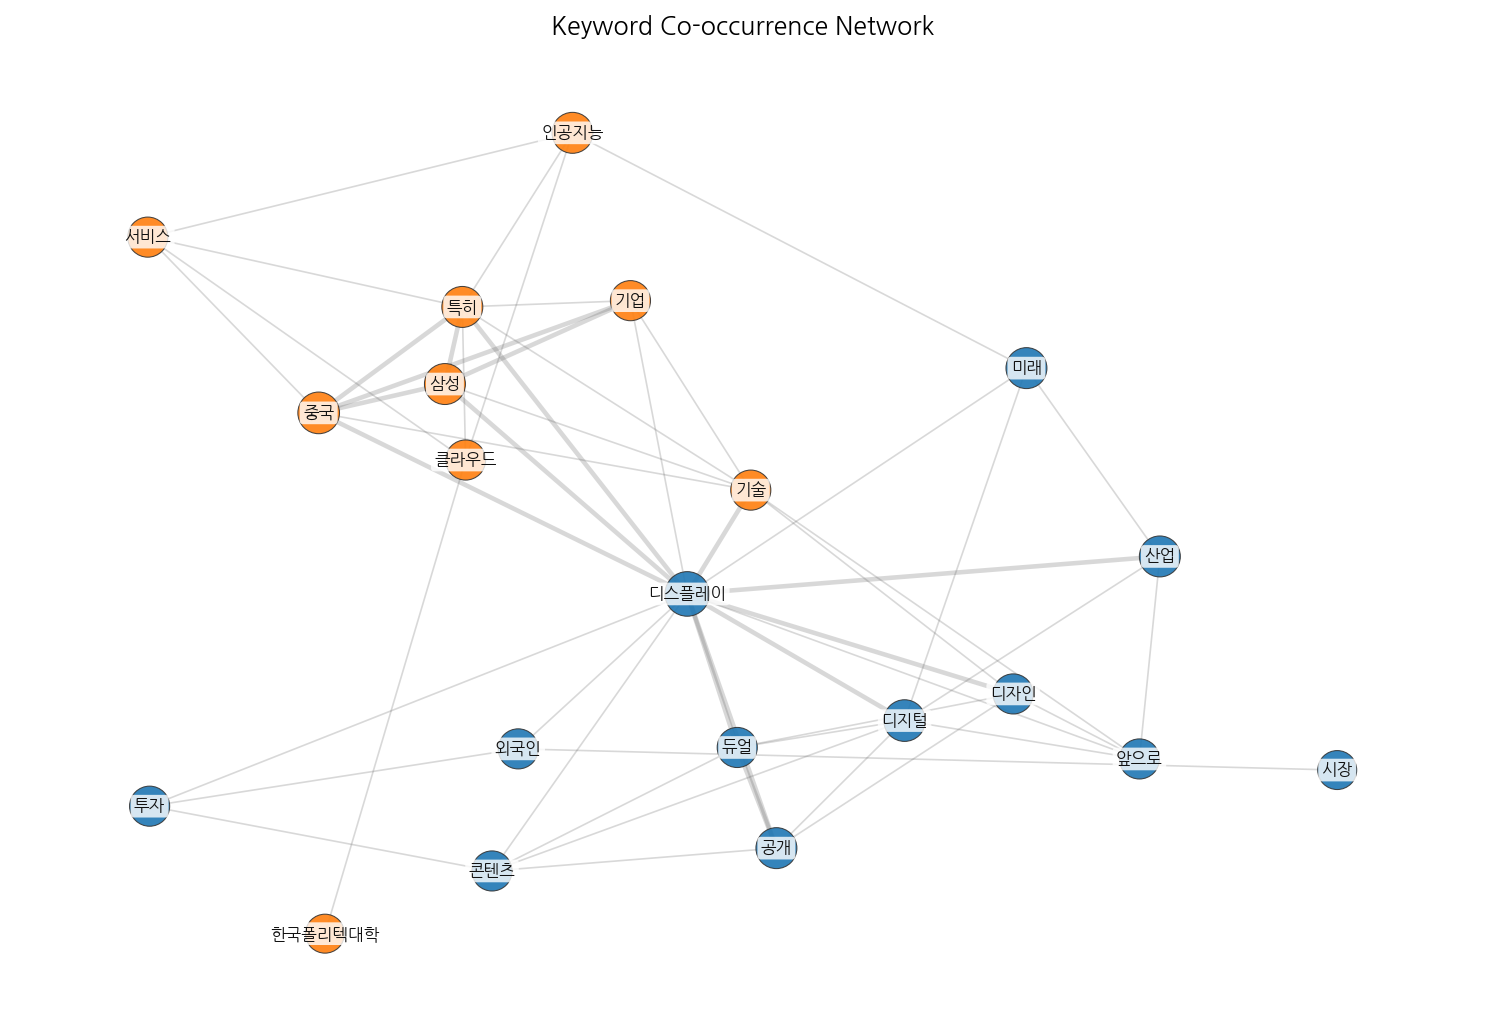 Keyword Co-occurrence Network
인공지능
서비스
특히
기업
미래
삼성
중국
클라우드
기술
산업
디스플레이
디자인
디지털
듀얼
외국인
앞으로
시장
투자
공개
콘텐츠
한국폴리텍대학